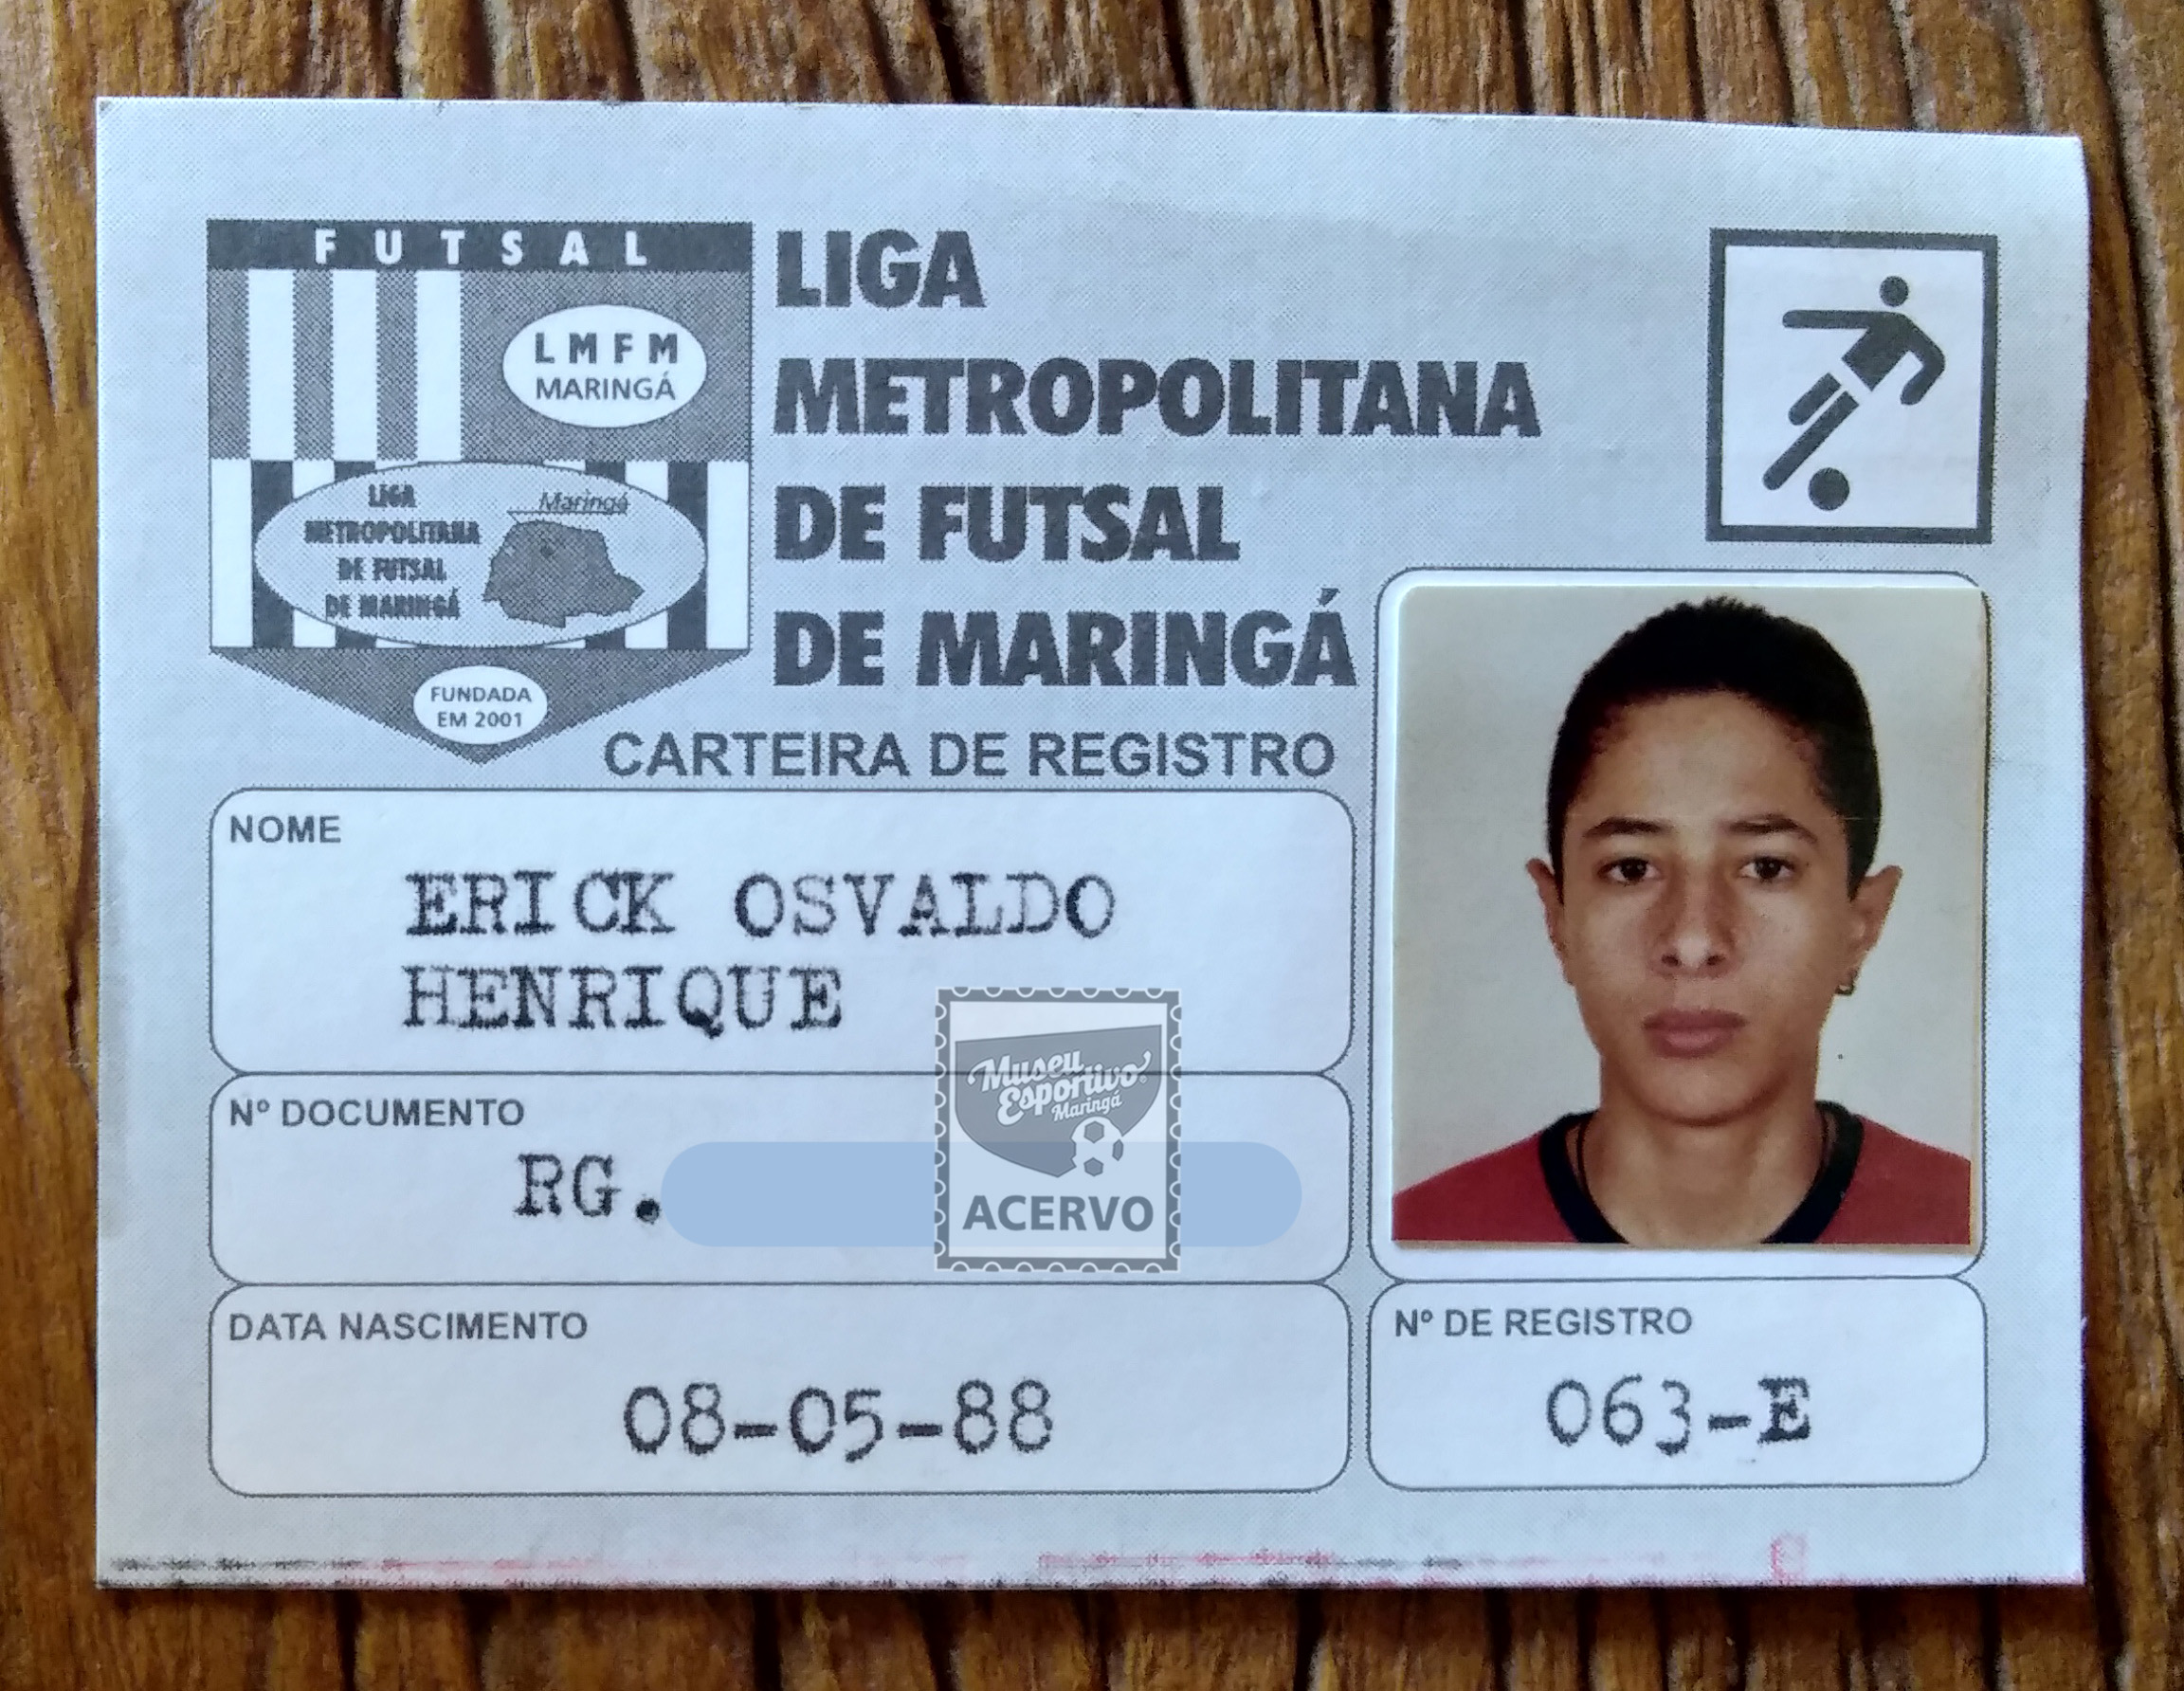 FUTSAL
LMFM
MARINGÁ
LIGA
METROPOLITANA
DE FUTSAL
DE MARINGÁ
Maringá
FUNDADA
EM 2001
LIGA
METROPOLITANA
DE FUTSAL
DE MARINGÁ
CARTEIRA DE REGISTRO
NOME
ERICK OSVALDO
HENRIQUE
Nº DOCUMENTO
RG.
Museu
Esportivo
Maringá
ACERVO
DATA NASCIMENTO
08-05-88
Nº DE REGISTRO
063-E